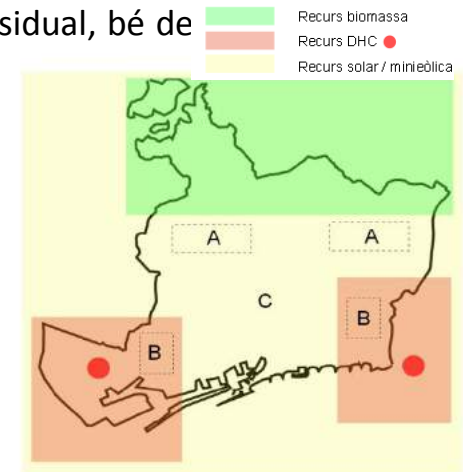 sidual, bé de
Recurs biomassa
Recurs DHC
Recurs solar / minieòlica
A A
C
B
B